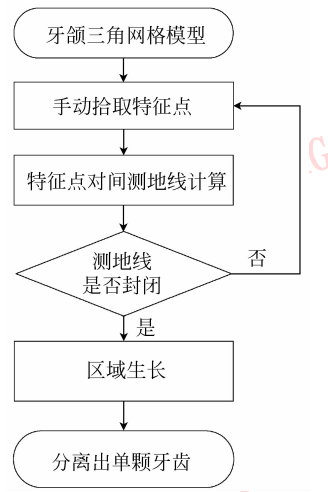 牙颌三角网格模型
手动拾取特征点
特征点对间测地线计算
测地线
是否封闭
否
是
区域生长
分离出单颗牙齿
G